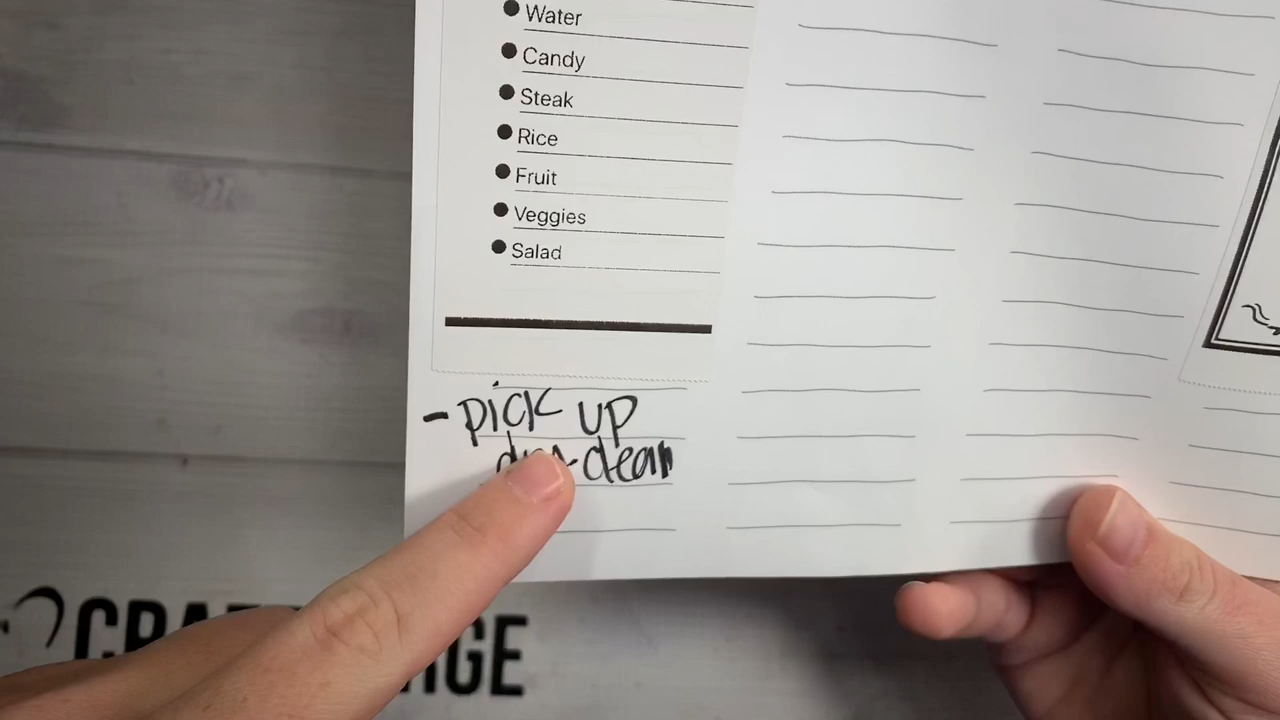 Water
Candy
Steak
Rice
Fruit
Veggies
Salad
- pick up
clean